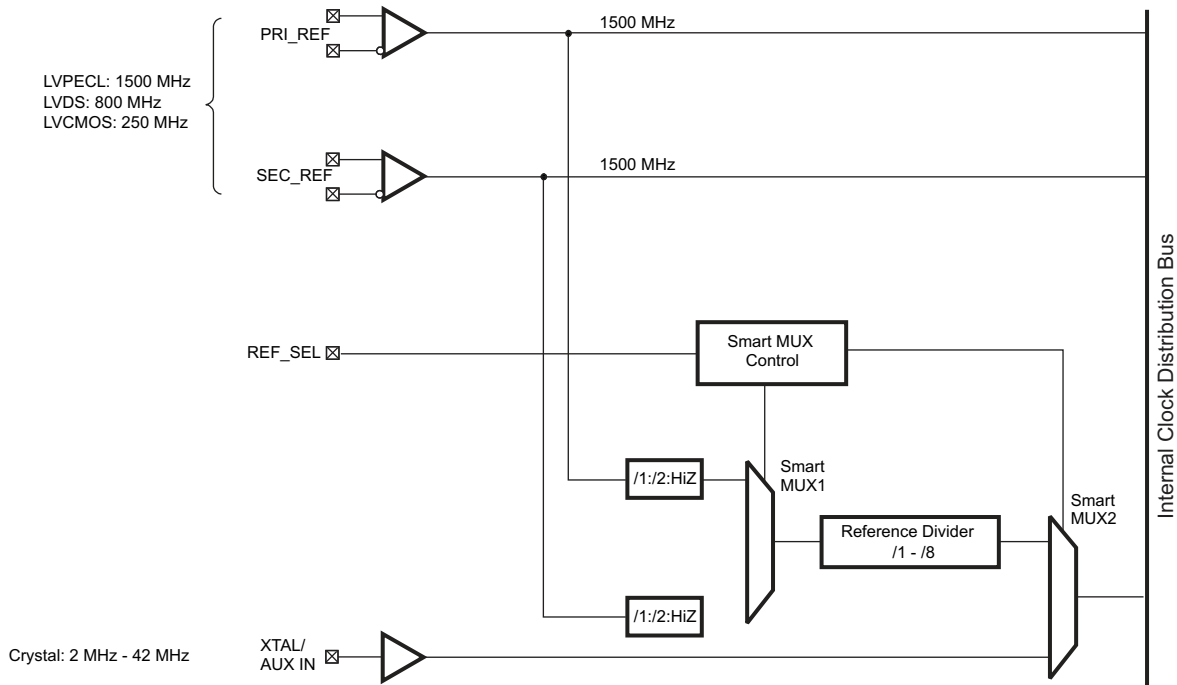 PRI_REF
1500 MHz
LVPECL: 1500 MHz
LVDS: 800 MHz
LVCMOS: 250 MHz
SEC_REF
1500 MHz
REF_SEL
Smart MUX
Control
Internal Clock Distribution Bus
/1:/2:HiZ
Smart
MUX1
Reference Divider
/1 - /8
Smart
MUX2
/1:/2:HiZ
Crystal: 2 MHz - 42 MHz
XTAL/
AUX IN